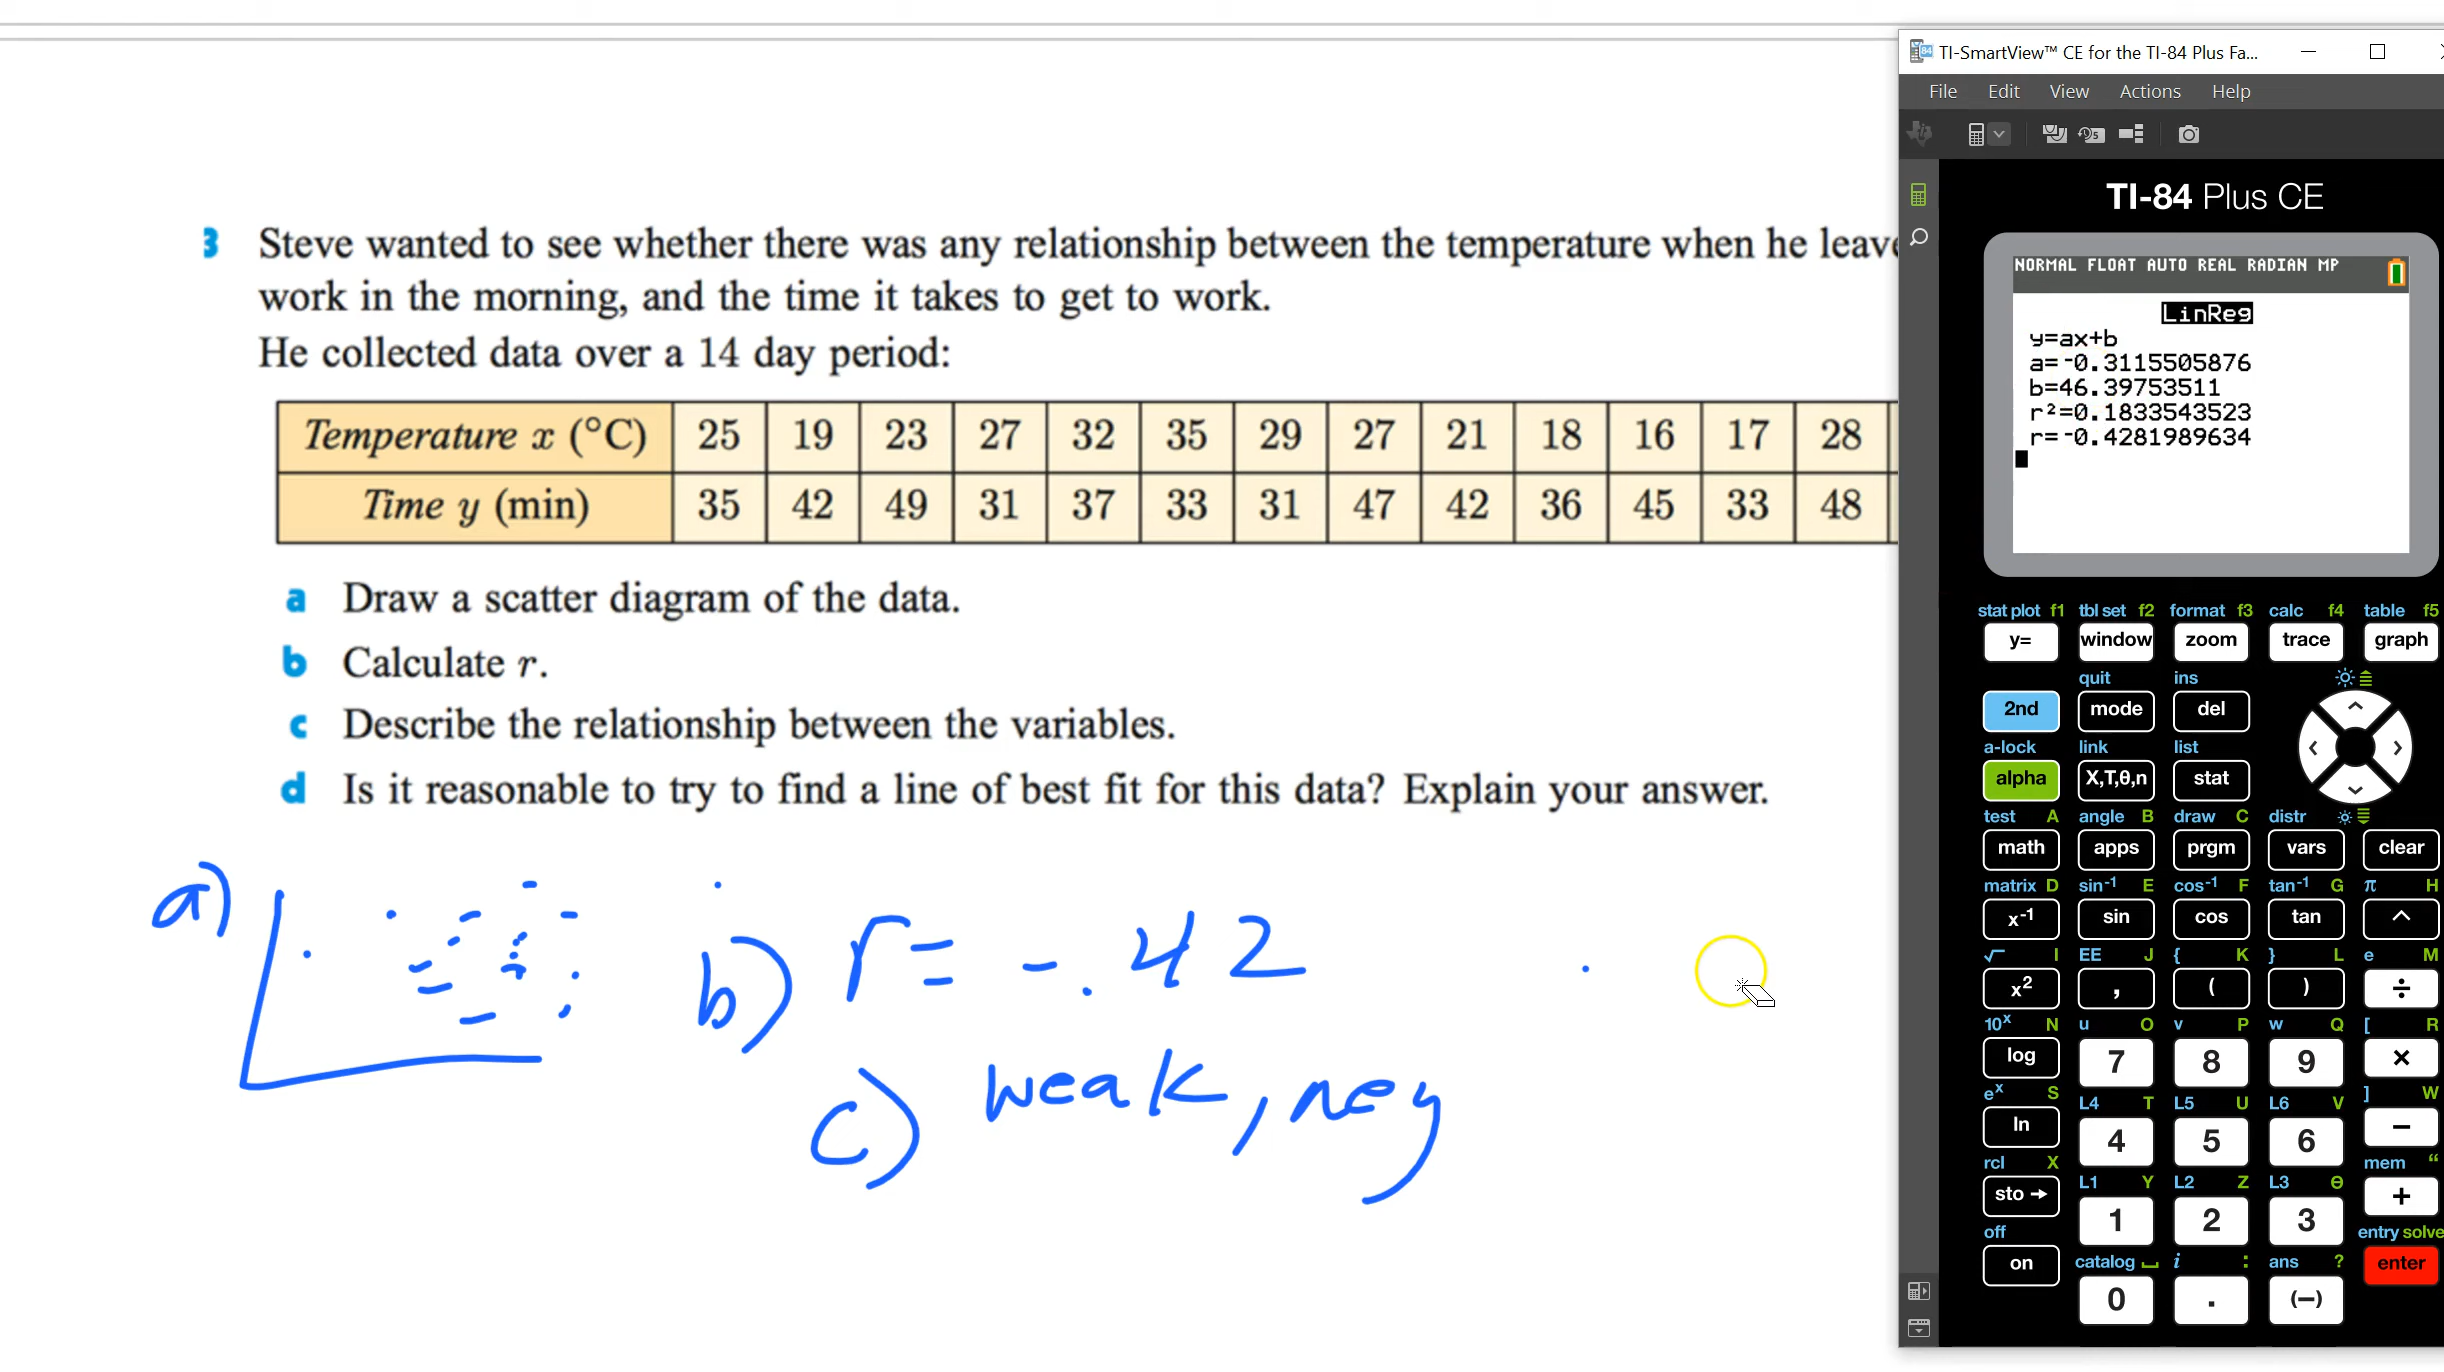 3 Steve wanted to see whether there was any relationship between the temperature when he leave
work in the morning, and the time it takes to get to work.
He collected data over a 14 day period:
Temperature x (°C) 25 19 23 27 32 35 29 27 21 18 16 17 28
Time y (min) 35 42 49 31 37 33 31 47 42 36 45 33 48
a Draw a scatter diagram of the data.
b Calculate r.
c Describe the relationship between the variables.
d Is it reasonable to try to find a line of best fit for this data? Explain your answer.
a)
b) r = -.42
c) weak, neg
TI-SmartView™ CE for the TI-84 Plus Fa...
File Edit View Actions Help
TI-84 Plus CE
NORMAL FLOAT AUTO REAL RADIAN MP
LinReg
y=ax+b
a=-0.3115505876
b=46.39753511
r²=0.1833543523
r=-0.4281989634
stat plot f1 tbl set f2 format f3 calc f4 table f5
y= window zoom trace graph
quit ins
2nd mode del
a-lock link list
alpha X,T,θ,n stat
test A angle B draw C distr
math apps prgm vars clear
matrix D sin⁻¹ E cos⁻¹ F tan⁻¹ G π H
x⁻¹ sin cos tan ^
√ I EE J { K } L e M
x² , ( ) ÷
10ˣ N u O v P w Q [ R
log 7 8 9 ×
eˣ S L4 T L5 U L6 V ] W
ln 4 5 6 −
rcl X L1 Y L2 Z L3 θ mem “
sto → 1 2 3 +
off catalog ⎵ i : ans ? entry solve
on 0 . (−) enter